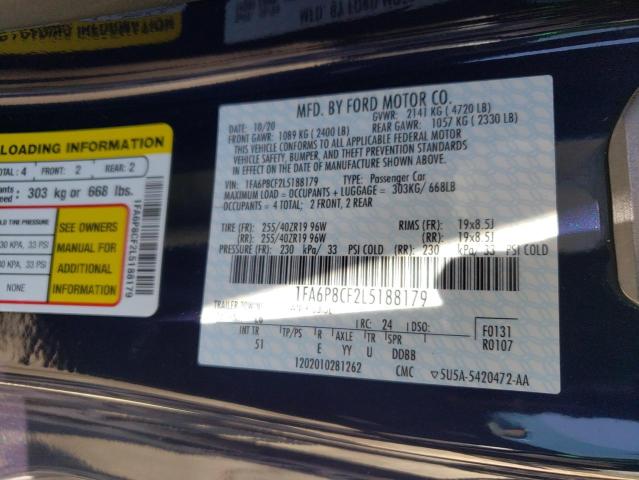 LOADING INFORMATION
TOTAL: 4 FRONT: 2 REAR: 2
303 kg or 668 lbs.
TIRE PRESSURE
SEE OWNERS
MANUAL FOR
ADDITIONAL
INFORMATION
KPA, 33 PSI
KPA, 33 PSI
NONE
1FA6P8CF2L5188179
MFD. BY FORD MOTOR CO.
DATE: 10/20 GVWR: 2141 KG ( 4720 LB)
FRONT GAWR: 1089 KG ( 2400 LB) REAR GAWR: 1057 KG ( 2330 LB)
THIS VEHICLE CONFORMS TO ALL APPLICABLE FEDERAL MOTOR
VEHICLE SAFETY, BUMPER, AND THEFT PREVENTION STANDARDS
IN EFFECT ON THE DATE OF MANUFACTURE SHOWN ABOVE.
VIN: 1FA6P8CF2L5188179 TYPE: Passenger Car
MAXIMUM LOAD = OCCUPANTS + LUGGAGE = 303KG/ 668LB
OCCUPANTS = 4 TOTAL; 2 FRONT, 2 REAR
TIRE (FR): 255/40ZR19 96W RIMS (FR): 19x8.5J
(RR): 255/40ZR19 96W (RR): 19x8.5J
PRESSURE (FR): 230 kPa/ 33 PSI COLD (RR): 230 kPa/ 33 PSI COLD
1FA6P8CF2L5188179
TRAILER
RC: 24 DSO:
INT TR TP/PS R AXLE TR SPR
F0131
R0107
51 E YY U DDBB
1202010281262 CMC ▽5U5A-5420472-AA